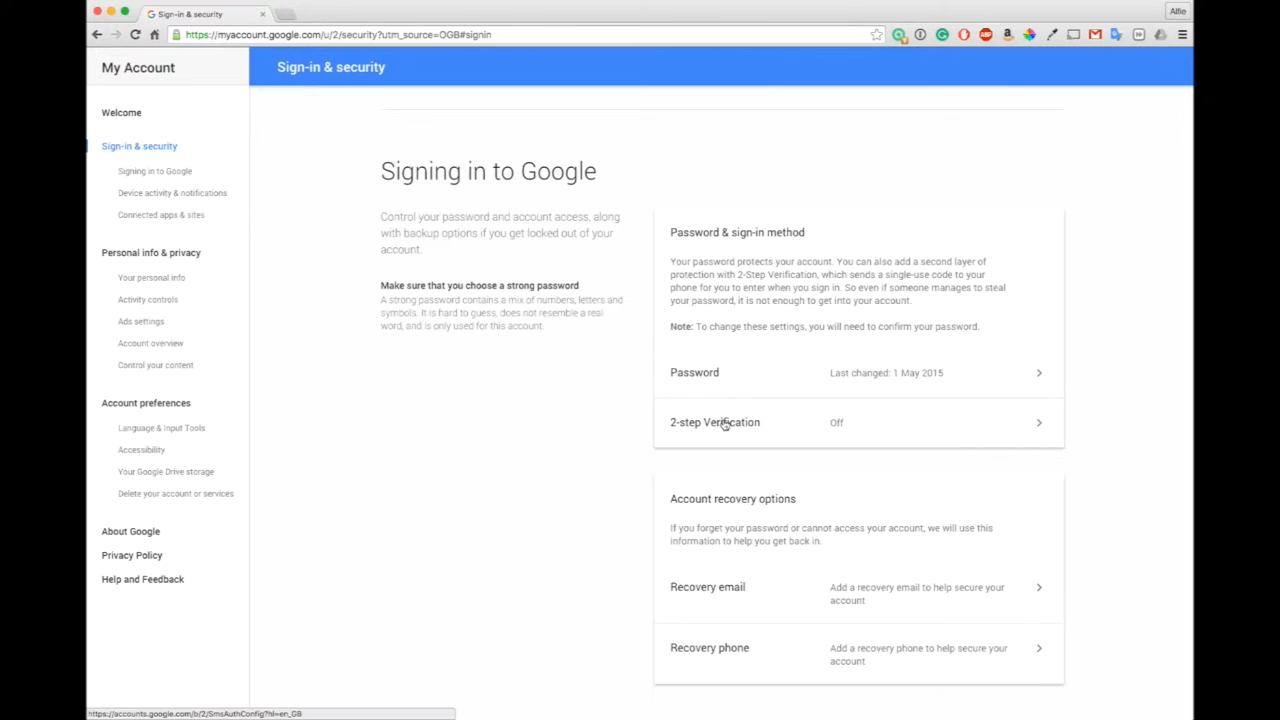 Sign-in & security
Alfie
https://myaccount.google.com/u/2/security?utm_source=OGB#signin
My Account
Sign-in & security
Welcome
Sign-in & security
Signing in to Google
Device activity & notifications
Connected apps & sites
Personal info & privacy
Your personal info
Activity controls
Ads settings
Account overview
Control your content
Account preferences
Language & Input Tools
Accessibility
Your Google Drive storage
Delete your account or services
About Google
Privacy Policy
Help and Feedback
Signing in to Google
Control your password and account access, along
with backup options if you get locked out of your
account.
Make sure that you choose a strong password
A strong password contains a mix of numbers, letters and
symbols. It is hard to guess, does not resemble a real
word, and is only used for this account.
Password & sign-in method
Your password protects your account. You can also add a second layer of
protection with 2-Step Verification, which sends a single-use code to your
phone for you to enter when you sign in. So even if someone manages to steal
your password, it is not enough to get into your account.
Note: To change these settings, you will need to confirm your password.
Password
Last changed: 1 May 2015
2-step Verification
Off
Account recovery options
If you forget your password or cannot access your account, we will use this
information to help you get back in.
Recovery email
Add a recovery email to help secure your
account
Recovery phone
Add a recovery phone to help secure your
account
https://accounts.google.com/b/2/SmsAuthConfig?hl=en_GB